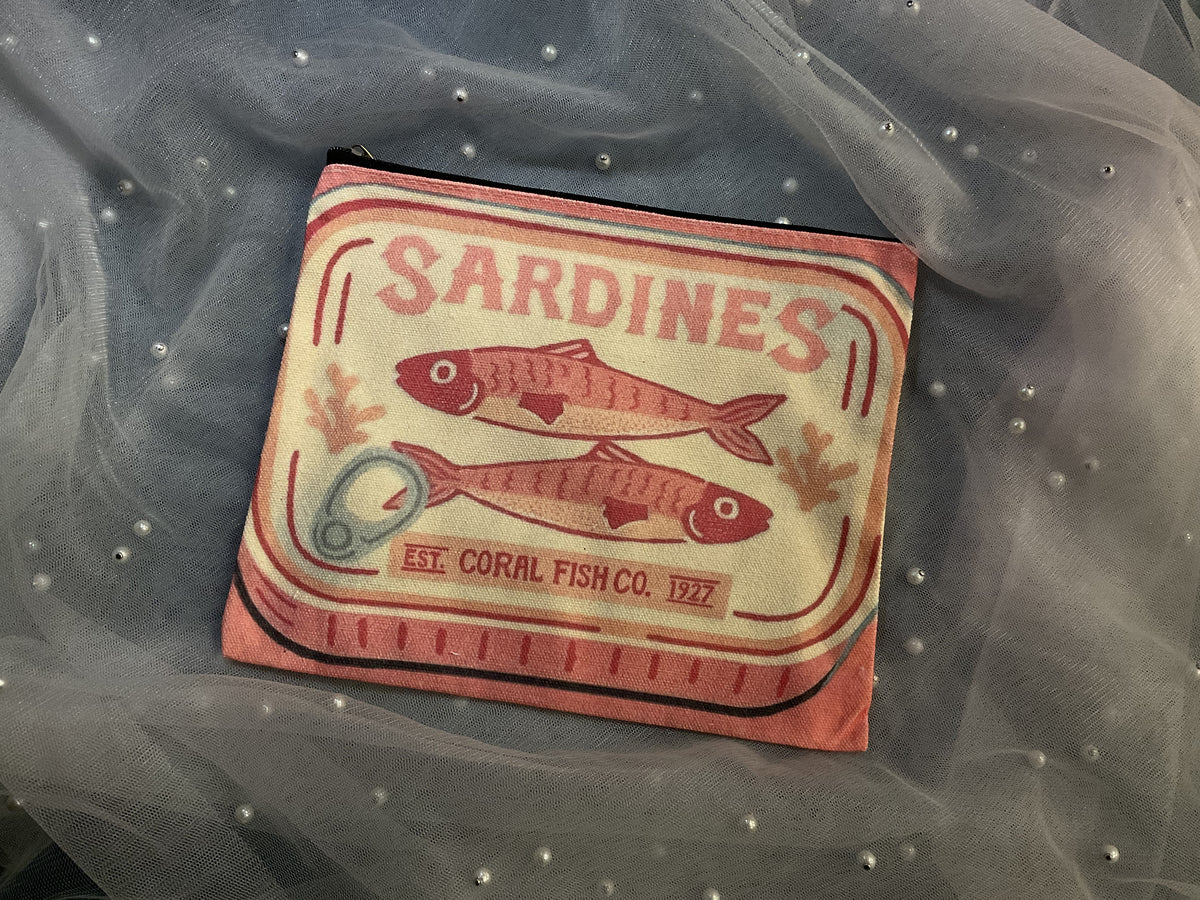 SARDINES
EST. CORAL FISH CO. 1927